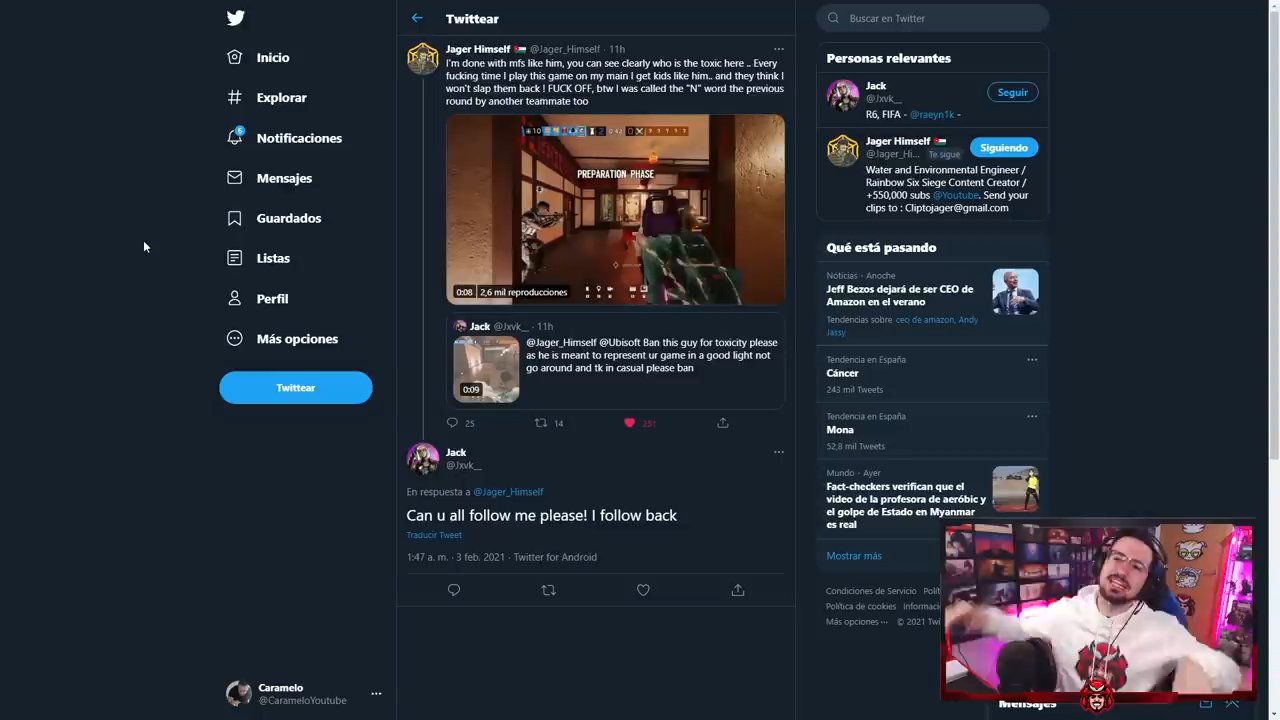 Inicio
Explorar
6
Notificaciones
Mensajes
Guardados
Listas
Perfil
Más opciones
Twittear
Caramelo
@CarameloYoutube
Twittear
Jager Himself @Jager_Himself · 11h
I'm done with mfs like him, you can see clearly who is the toxic here .. Every
fucking time I play this game on my main I get kids like him.. and they think I
won't slap them back ! FUCK OFF, btw I was called the "N" word the previous
round by another teammate too
0:42
PREPARATION PHASE
0:08 2,6 mil reproducciones
Jack @Jxvk__ · 11h
@Jager_Himself @Ubisoft Ban this guy for toxicity please
as he is meant to represent ur game in a good light not
go around and tk in casual please ban
0:09
25 14 251
Jack
@Jxvk__
En respuesta a @Jager_Himself
Can u all follow me please! I follow back
Traducir Tweet
1:47 a. m. · 3 feb. 2021 · Twitter for Android
Buscar en Twitter
Personas relevantes
Jack
@Jxvk__
Seguir
R6, FIFA - @raeyn1k -
Jager Himself
@Jager_Hi... Te sigue
Siguiendo
Water and Environmental Engineer /
Rainbow Six Siege Content Creator /
+550,000 subs @Youtube. Send your
clips to : Cliptojager@gmail.com
Qué está pasando
Noticias · Anoche
Jeff Bezos dejará de ser CEO de
Amazon en el verano
Tendencias sobre ceo de amazon, Andy
Jassy
Tendencia en España
Cáncer
243 mil Tweets
Tendencia en España
Mona
52,8 mil Tweets
Mundo · Ayer
Fact-checkers verifican que el
video de la profesora de aeróbic y
el golpe de Estado en Myanmar
es real
Mostrar más
Condiciones de Servicio
Política de cookies
Más opciones ··· © 2021
Mensajes